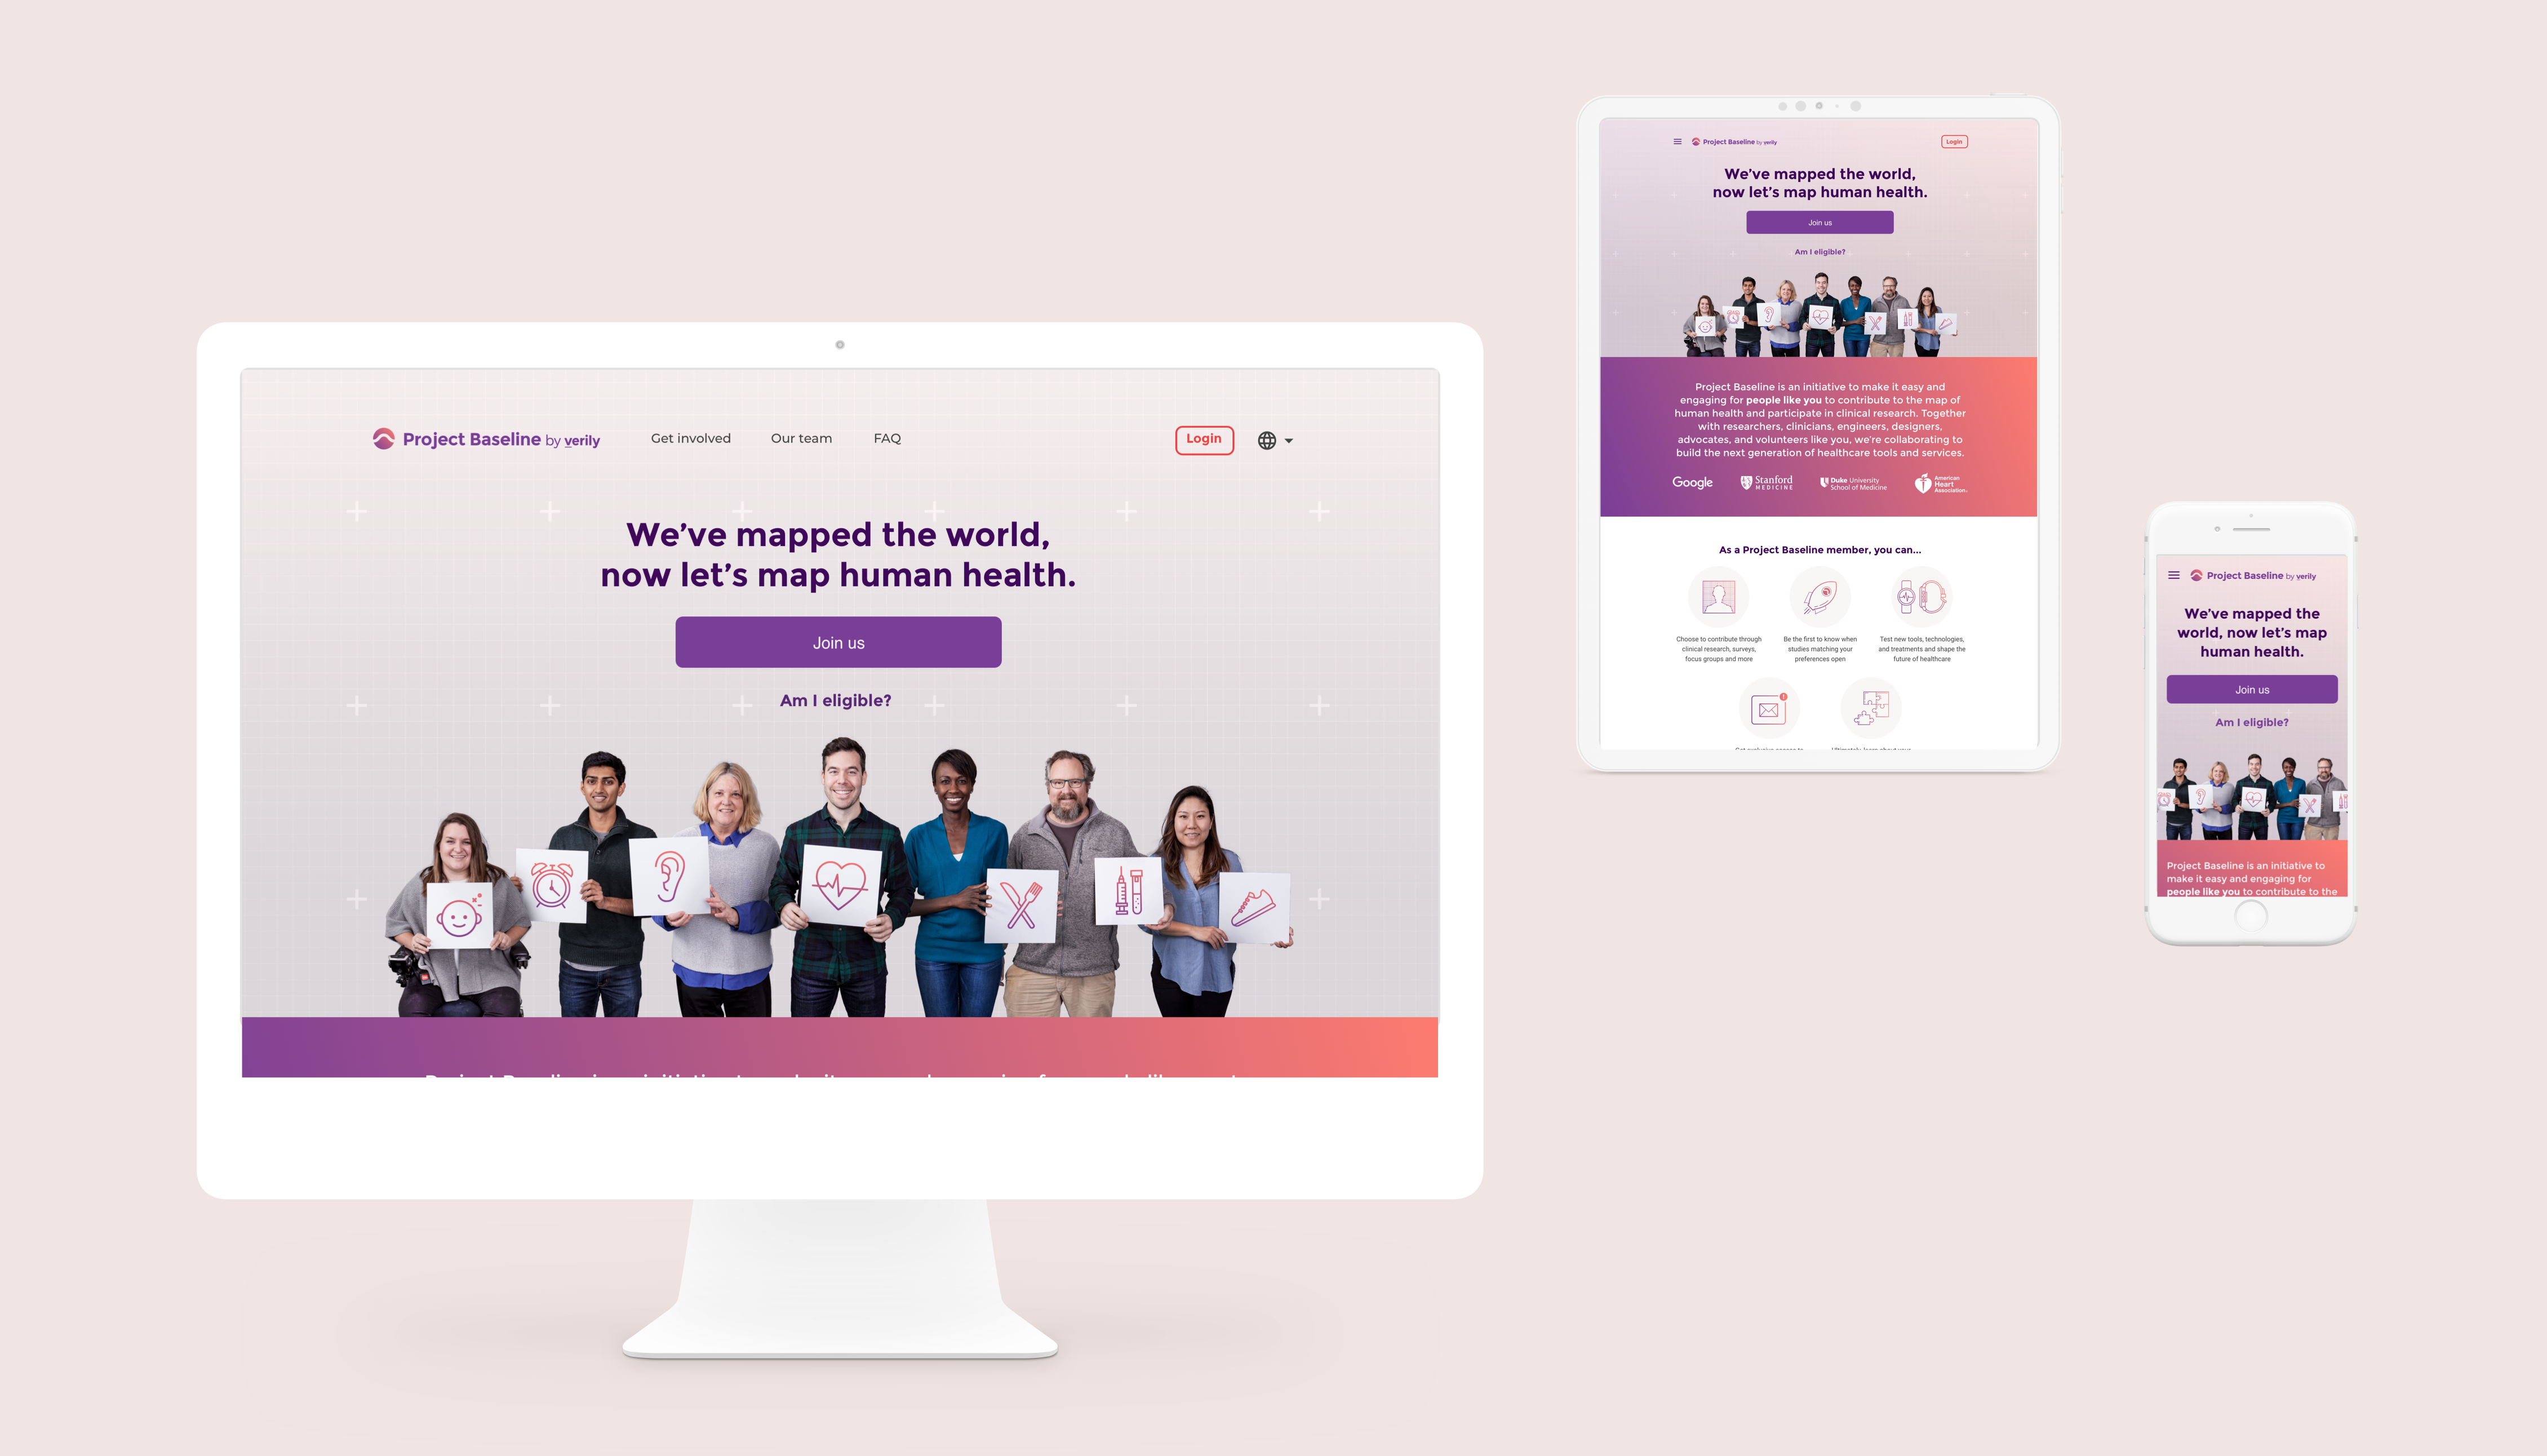 Project Baseline by verily
Get involved
Our team
FAQ
Login
We've mapped the world,
now let's map human health.
Join us
Am I eligible?
Project Baseline by verily
Login
We've mapped the world,
now let's map human health.
Join us
Am I eligible?
Project Baseline is an initiative to make it easy and
engaging for people like you to contribute to the map of
human health and participate in clinical research. Together
with researchers, clinicians, engineers, designers,
advocates, and volunteers like you, we're collaborating to
build the next generation of healthcare tools and services.
Google
Stanford
MEDICINE
Duke University
School of Medicine
American
Heart
Association
As a Project Baseline member, you can...
Choose to contribute through
clinical research, surveys,
focus groups and more
Be the first to know when
studies matching your
preferences open
Test new tools, technologies,
and treatments and shape the
future of healthcare
Project Baseline by verily
We've mapped the
world, now let's map
human health.
Join us
Am I eligible?
Project Baseline is an initiative to
make it easy and engaging for
people like you to contribute to the